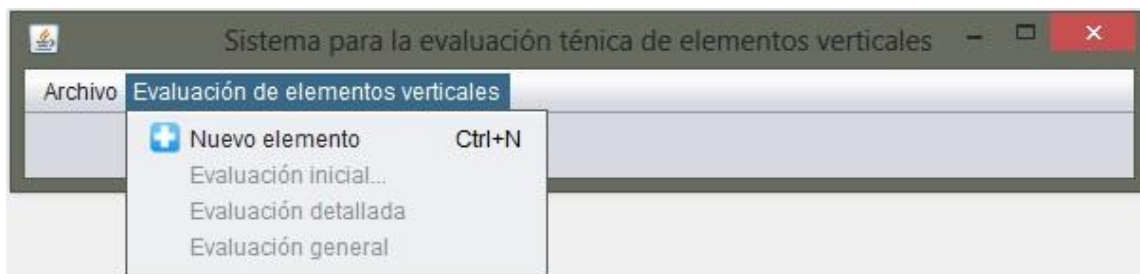 Sistema para la evaluación ténica de elementos verticales
Archivo Evaluación de elementos verticales
Nuevo elemento Ctrl+N
Evaluación inicial...
Evaluación detallada
Evaluación general